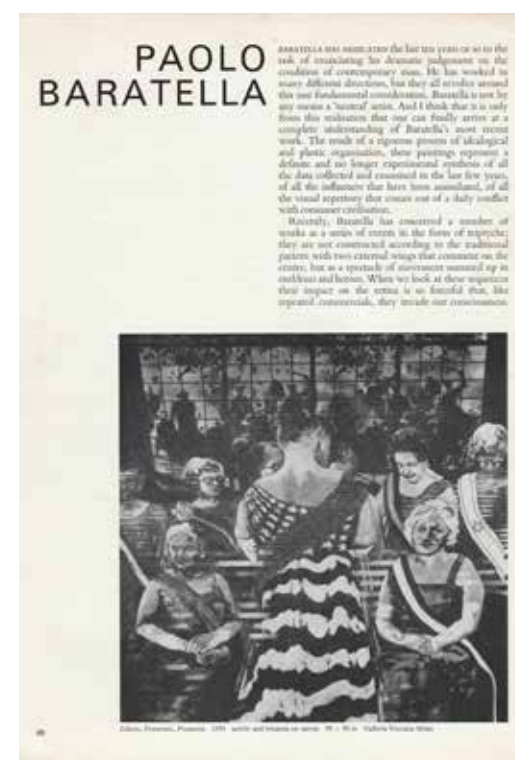 PAOLO
BARATELLA
BARATELLA HAS DEDICATED the last ten years or so to the
task of enunciating his dramatic judgement on the
condition of contemporary man. He has worked in
many different directions, but they all revolve around
this one fundamental consideration. Baratella is not by
any means a 'neutral' artist. And I think that it is only
from this realisation that one can finally arrive at a
complete understanding of Baratella's most recent
work. The result of a rigorous process of ideological
and plastic organisation, these paintings represent a
definite and no longer experimental synthesis of all
the data collected and examined in the last few years,
of all the influences that have been assimilated, of all
the visual repertory that comes out of a daily conflict
with consumer civilisation.
Recently, Baratella has conceived a number of
works as a series of events in the form of triptychs;
they are not constructed according to the traditional
pattern with two external wings that comment on the
centre, but as a spectacle of movement summed up in
and heroes. When we look at these sequences
their impact on the retina is so forceful that, like
repeated commercials, they invade our consciousness.
on canvas